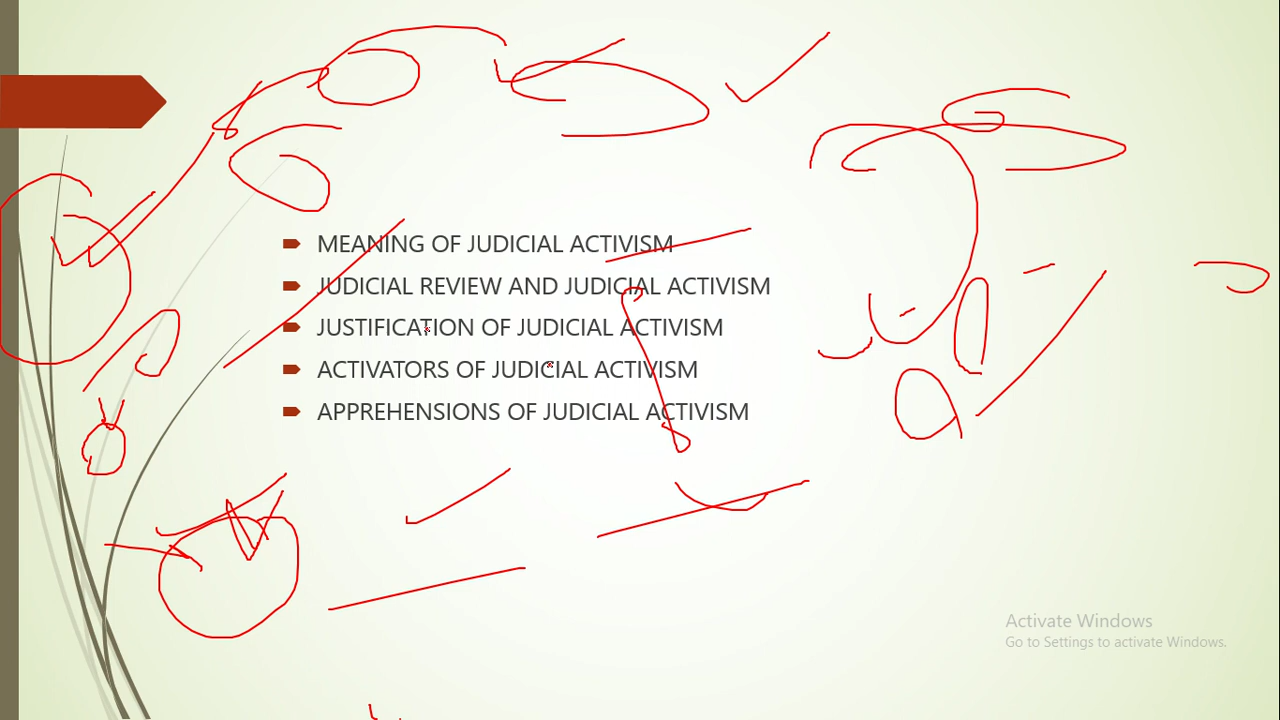 MEANING OF JUDICIAL ACTIVISM
JUDICIAL REVIEW AND JUDICIAL ACTIVISM
JUSTIFICATION OF JUDICIAL ACTIVISM
ACTIVATORS OF JUDICIAL ACTIVISM
APPREHENSIONS OF JUDICIAL ACTIVISM
Activate Windows
Go to Settings to activate Windows.